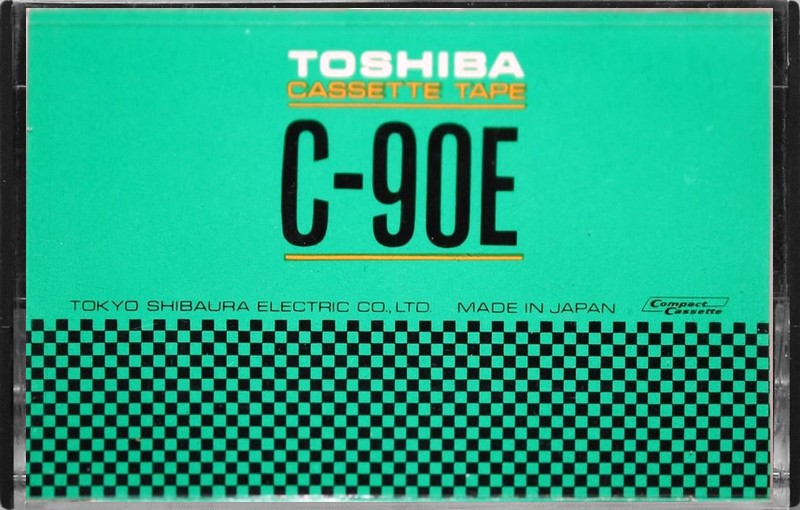 TOSHIBA
CASSETTE TAPE
C-90E
TOKYO SHIBAURA ELECTRIC CO., LTD. MADE IN JAPAN
Compact
Cassette